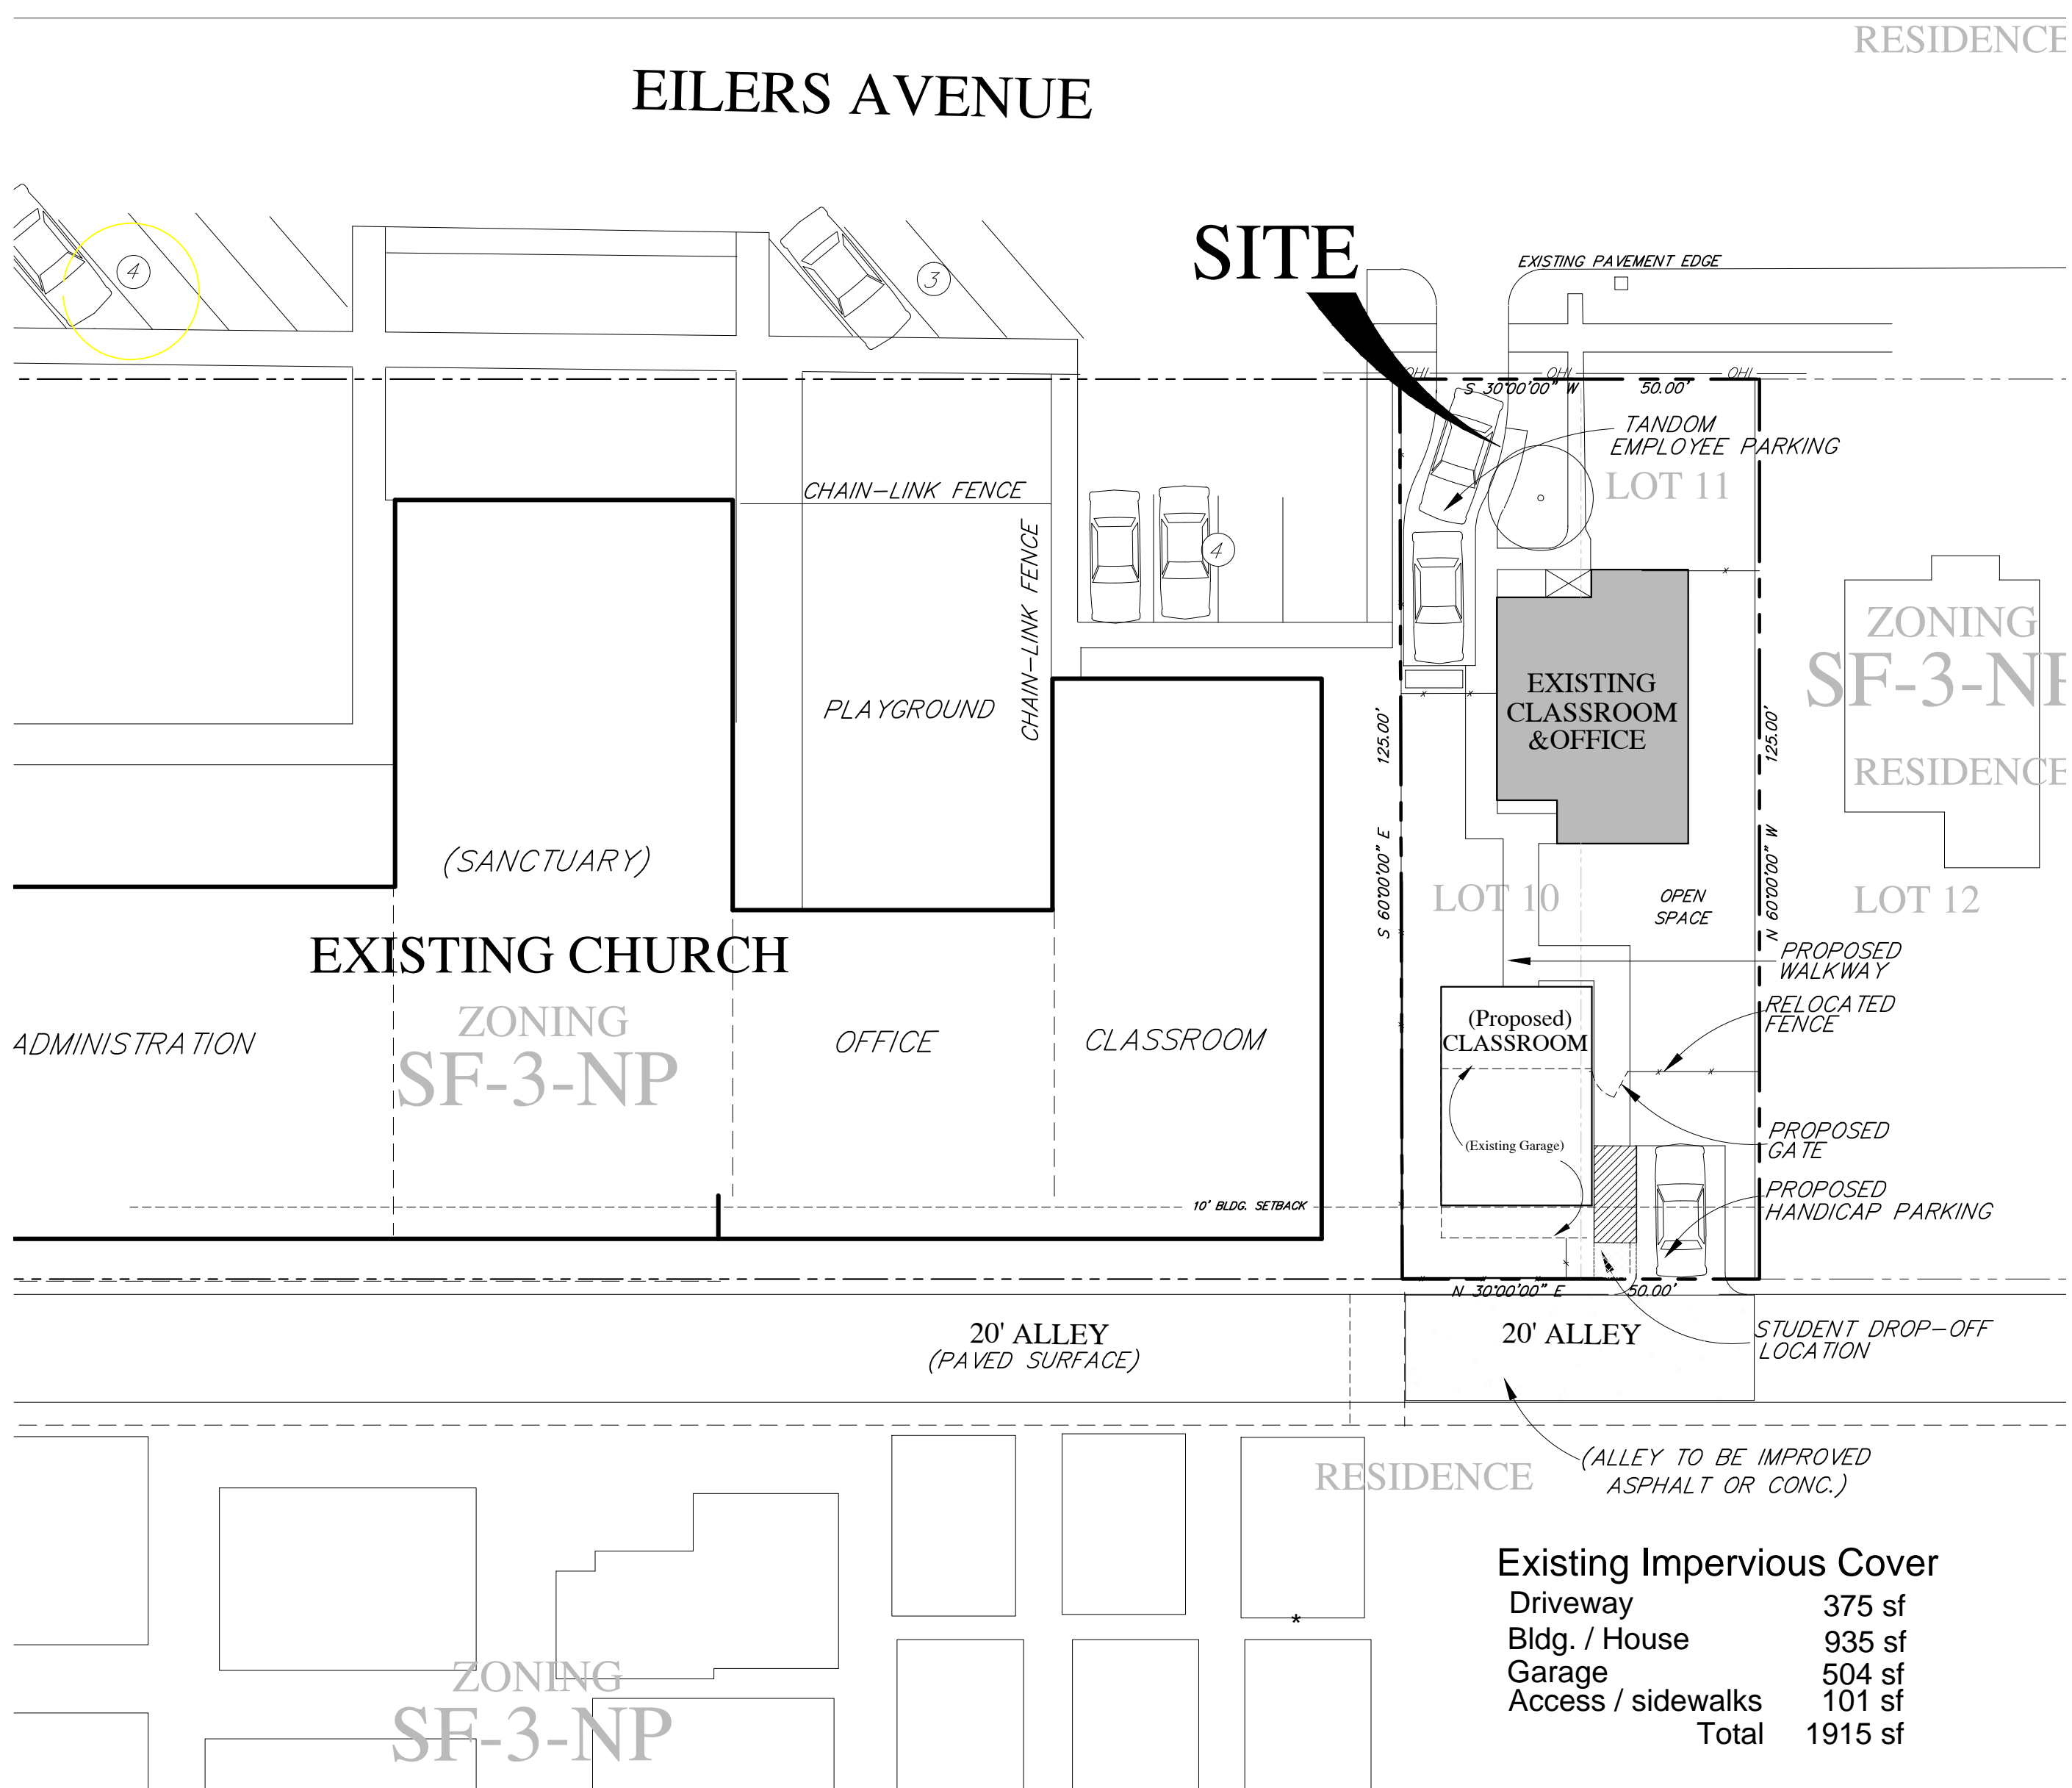 RESIDENCE
EILERS AVENUE
SITE
EXISTING PAVEMENT EDGE
4
3
OHL
OHL
OHL
S 30°00'00" W 50.00'
TANDOM
EMPLOYEE PARKING
LOT 11
CHAIN-LINK FENCE
CHAIN-LINK FENCE
4
ZONING
SF-3-NP
RESIDENCE
LOT 12
EXISTING
CLASSROOM
&OFFICE
PLAYGROUND
125.00'
S 60°00'00" E
125.00'
N 60°00'00" W
(SANCTUARY)
LOT 10
OPEN
SPACE
EXISTING CHURCH
PROPOSED
WALKWAY
ZONING
SF-3-NP
ADMINISTRATION
OFFICE
CLASSROOM
(Proposed)
CLASSROOM
RELOCATED
FENCE
(Existing Garage)
PROPOSED
GATE
PROPOSED
HANDICAP PARKING
10' BLDG. SETBACK
N 30°00'00" E 50.00'
20' ALLEY
(PAVED SURFACE)
20' ALLEY
STUDENT DROP-OFF
LOCATION
(ALLEY TO BE IMPROVED
ASPHALT OR CONC.)
RESIDENCE
*
ZONING
SF-3-NP
Existing Impervious Cover
Driveway 375 sf
Bldg. / House 935 sf
Garage 504 sf
Access / sidewalks 101 sf
Total 1915 sf